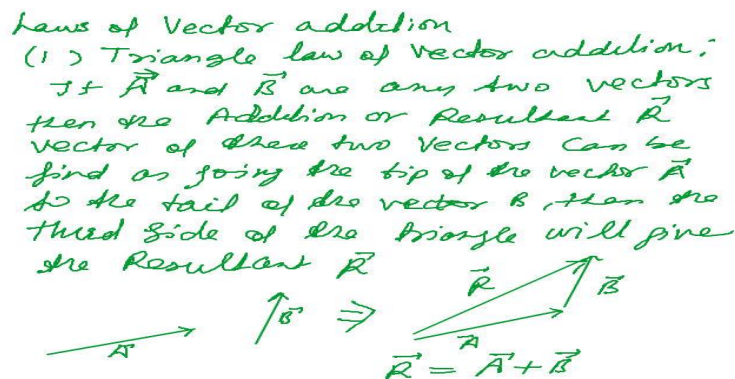 Laws of Vector addition
(1) Triangle law of vector addition:
If A⃗ and B⃗ are any two vectors
then the Addition or Resultant R⃗
vector of these two vectors can be
find as joing the tip of the vector A⃗
to the tail of the vector B, then the
third side of the triangle will give
the Resultant R⃗
A⃗ B⃗ ⇒ R⃗ A⃗ B⃗
R⃗ = A⃗ + B⃗